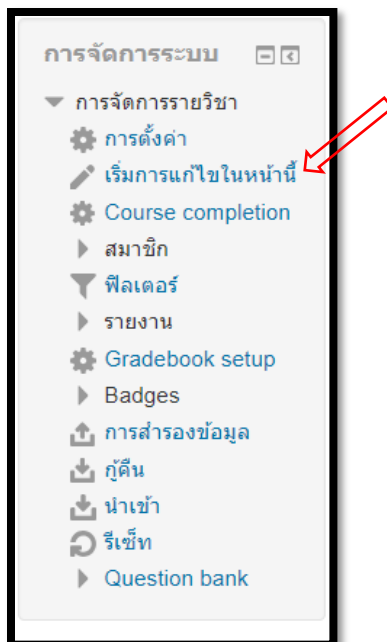 การจัดการระบบ
การจัดการรายวิชา
การตั้งค่า
เริ่มการแก้ไขในหน้านี้
Course completion
สมาชิก
ฟิลเตอร์
รายงาน
Gradebook setup
Badges
การสำรองข้อมูล
กู้คืน
นำเข้า
รีเซ็ท
Question bank